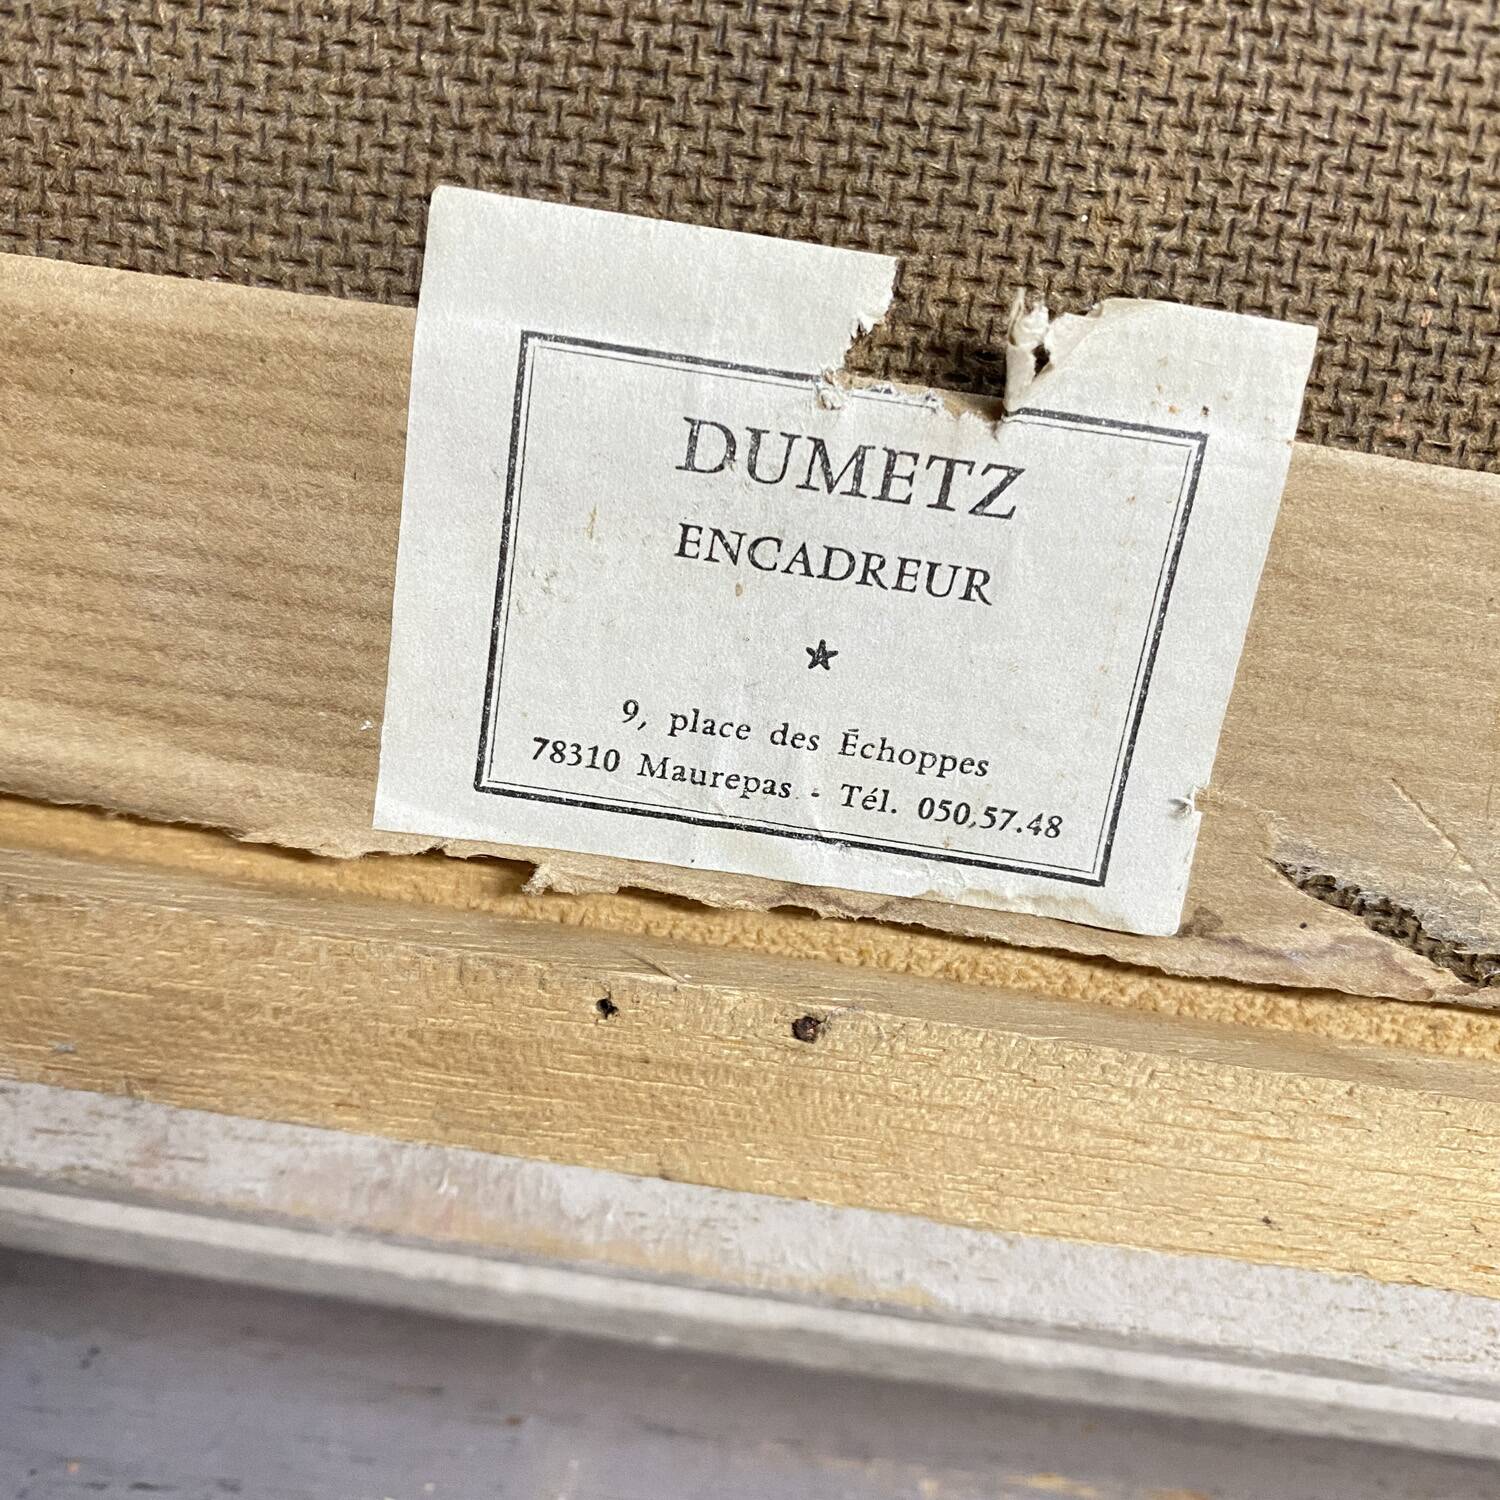 DUMETZ
ENCADREUR
9, place des Échoppes
78310 Maurepas - Tél. 050.57.48